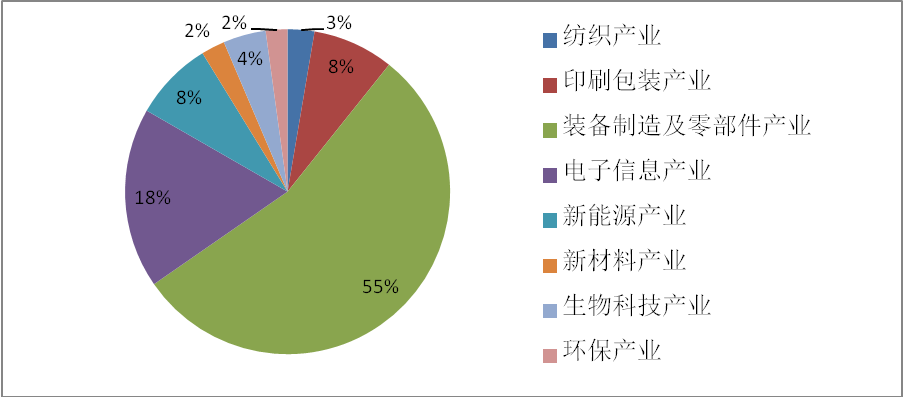 2%
2%
3%
4%
8%
8%
18%
55%
纺织产业
印刷包装产业
装备制造及零部件产业
电子信息产业
新能源产业
新材料产业
生物科技产业
环保产业